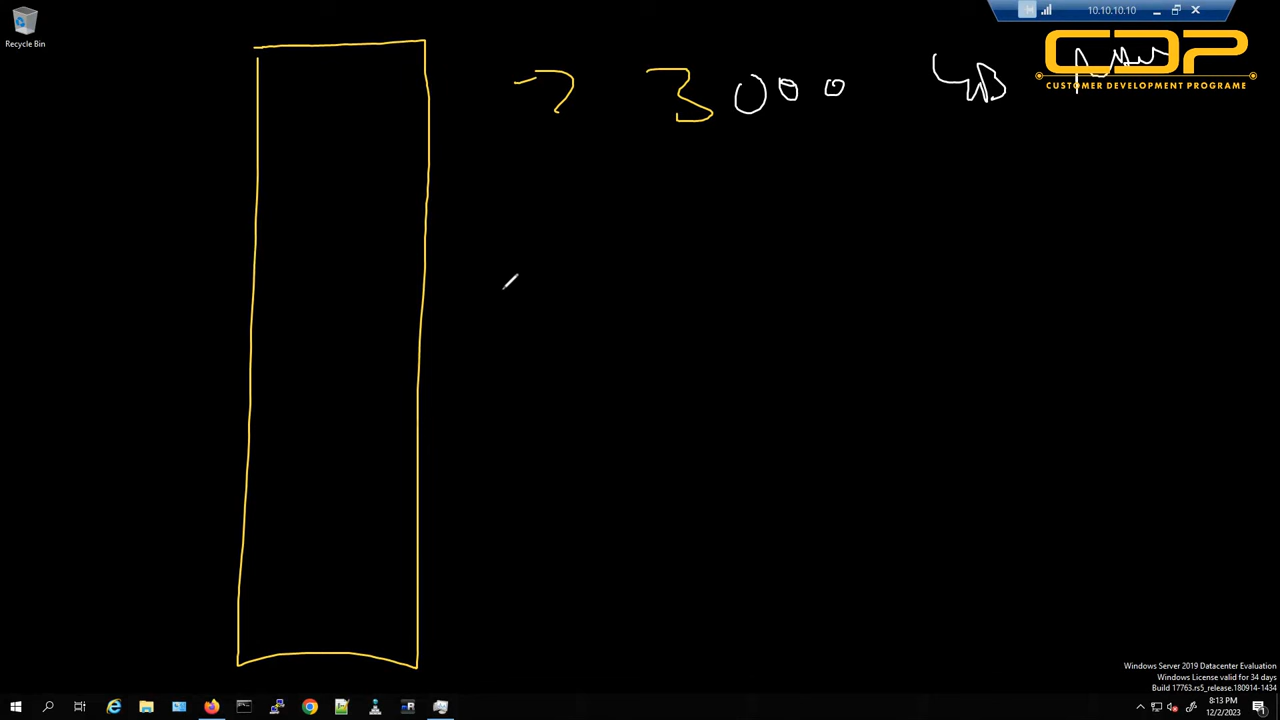 10.10.10.10
CDP
CUSTOMER DEVELOPMENT PROGRAME
3000 GB
Recycle Bin
Windows Server 2019 Datacenter Evaluation
Windows License valid for 34 days
Build 17763.rs5_release.180914-1434
8:13 PM
12/2/2023